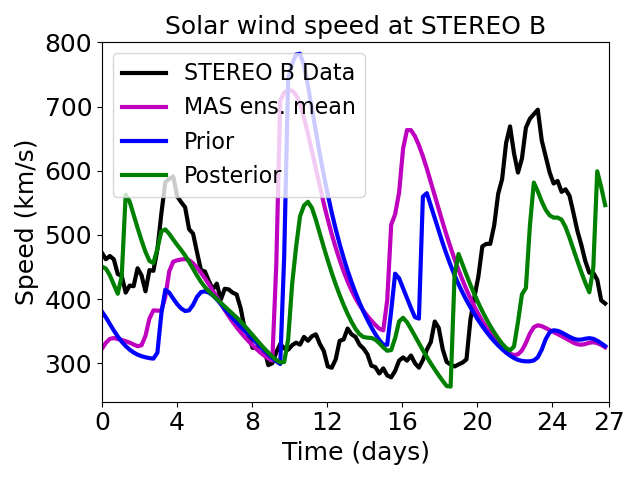 Solar wind speed at STEREO B
Speed (km/s)
800
700
600
500
400
300
STEREO B Data
MAS ens. mean
Prior
Posterior
0 4 8 12 16 20 24 27
Time (days)